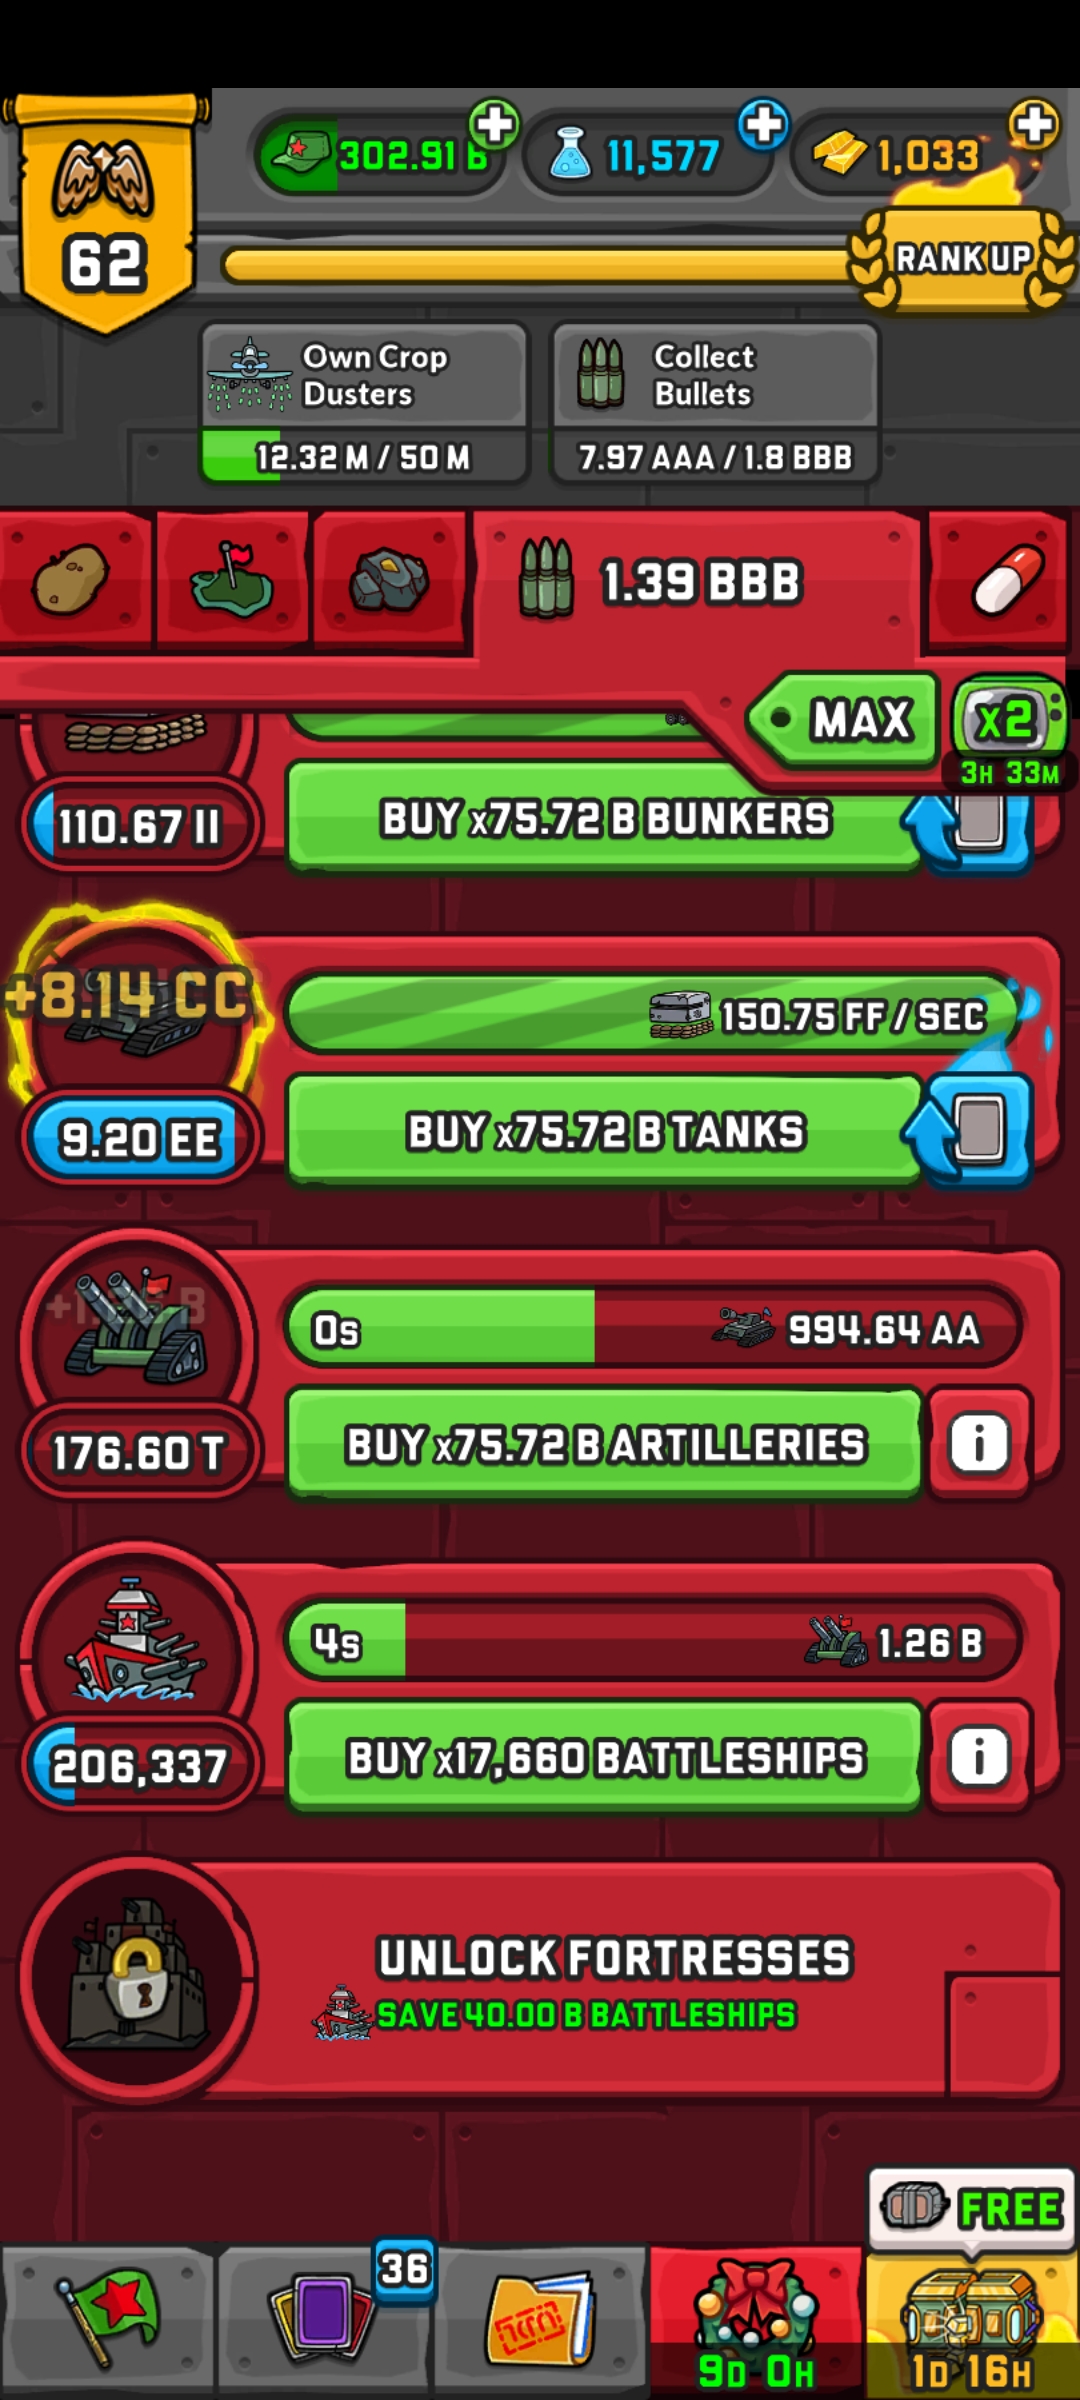 302.91 B
11,577
1,033
62
RANK UP
Own Crop
Dusters
12.32 M / 50 M
Collect
Bullets
7.97 AAA / 1.8 BBB
1.39 BBB
MAX
x2
3H 33M
110.67 II
BUY x75.72 B BUNKERS
+8.14 CC
150.75 FF / SEC
9.20 EE
BUY x75.72 B TANKS
0s
994.64 AA
176.60 T
BUY x75.72 B ARTILLERIES
i
4s
1.26 B
206,337
BUY x17,660 BATTLESHIPS
i
UNLOCK FORTRESSES
SAVE 40.00 B BATTLESHIPS
FREE
36
9D 0H
1D 16H